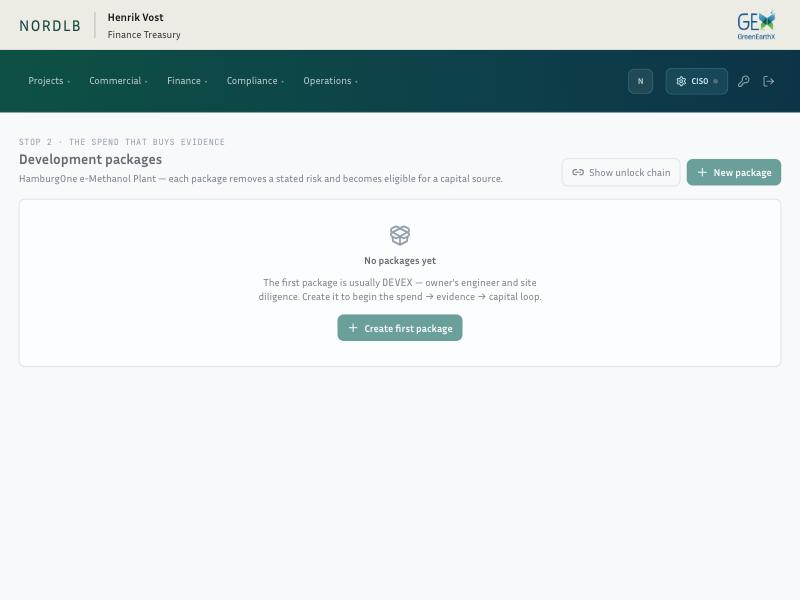 NORDLB
Henrik Vost
Finance Treasury
GEX
GreenEarthX
Projects
Commercial
Finance
Compliance
Operations
N
CISO
STOP 2 · THE SPEND THAT BUYS EVIDENCE
Development packages
HamburgOne e-Methanol Plant — each package removes a stated risk and becomes eligible for a capital source.
Show unlock chain
New package
No packages yet
The first package is usually DEVEX — owner's engineer and site
diligence. Create it to begin the spend → evidence → capital loop.
Create first package